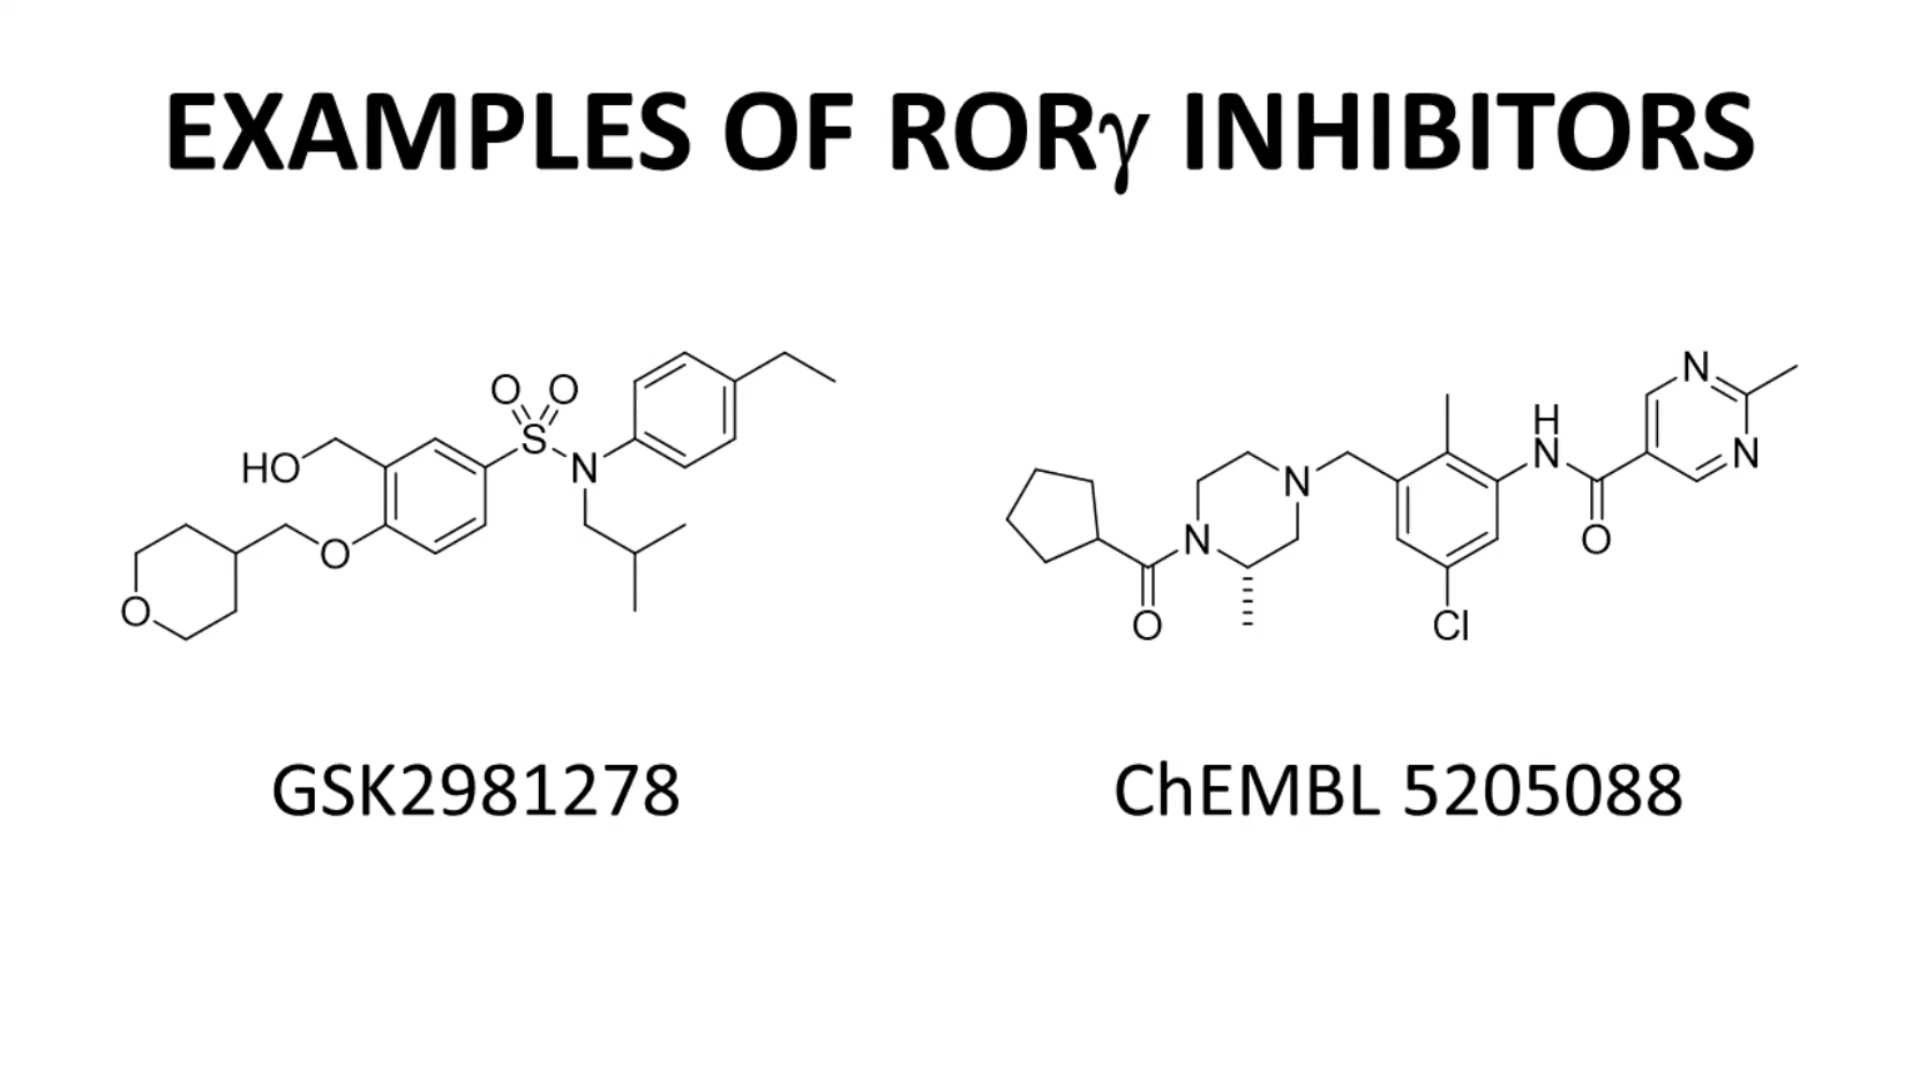 EXAMPLES OF RORγ INHIBITORS
O O
S
N
HO
O
O
N
N
H
N
N
N
O
O
Cl
GSK2981278
ChEMBL 5205088